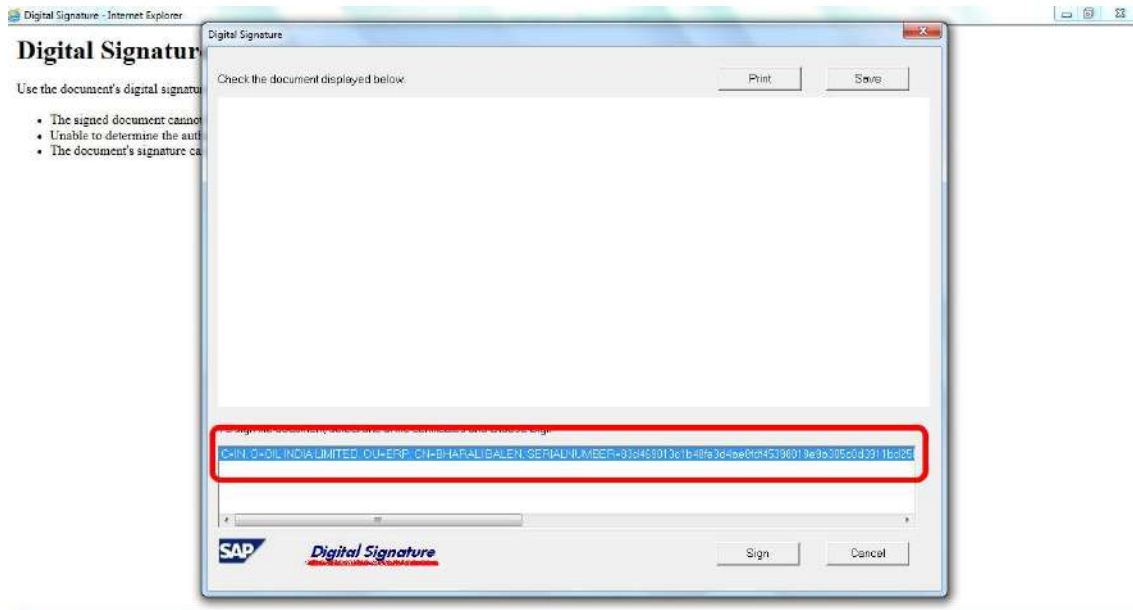 Digital Signature - Internet Explorer
Digital Signatur
Use the document's digital signatu
• The signed document canno
• Unable to determine the aut
• The document's signature ca
Digital Signature
Check the document displayed below.
Print
Save
C=IN, O=OIL INDIA LIMITED, OU=ERP, CN=BHARALI BALEN,
SAP
Digital Signature
Sign
Cancel